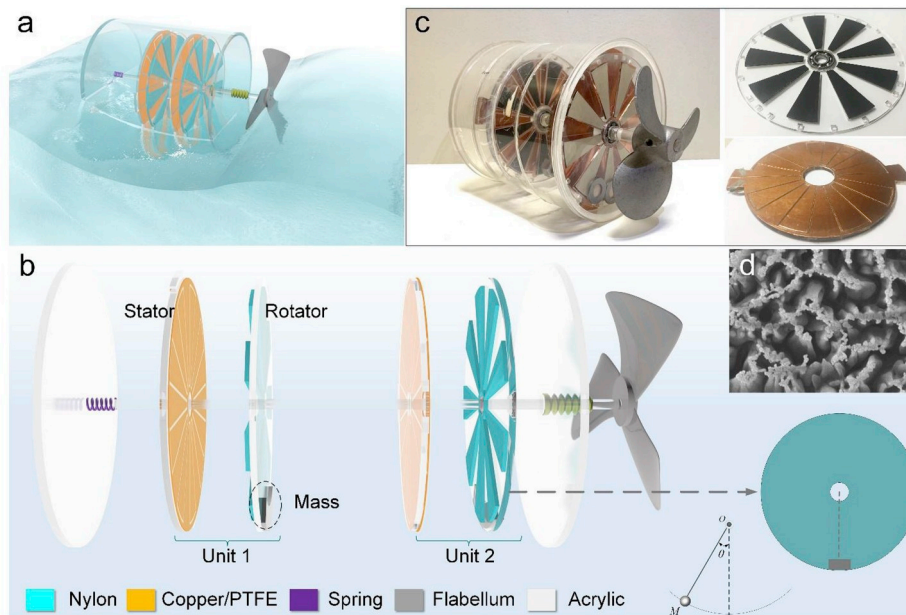 a
c
b
d
Stator
Rotator
Mass
Unit 1
Unit 2
O
θ
M
Nylon
Copper/PTFE
Spring
Flabellum
Acrylic